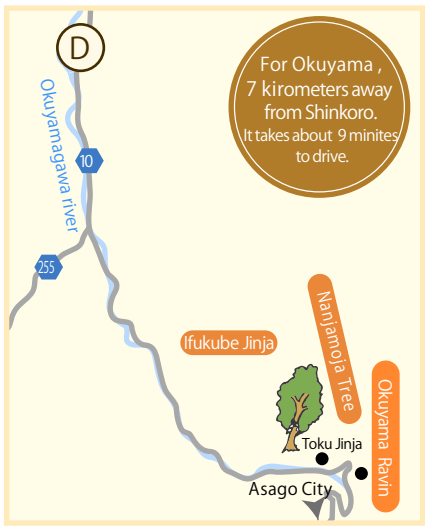 D
For Okuyama ,
7 kirometers away
from Shinkoro.
It takes about 9 minites
to drive.
Okuyamagawa river
10
255
Ifukube Jinja
Nanjamoja Tree
Okuyama Ravin
Toku Jinja
Asago City